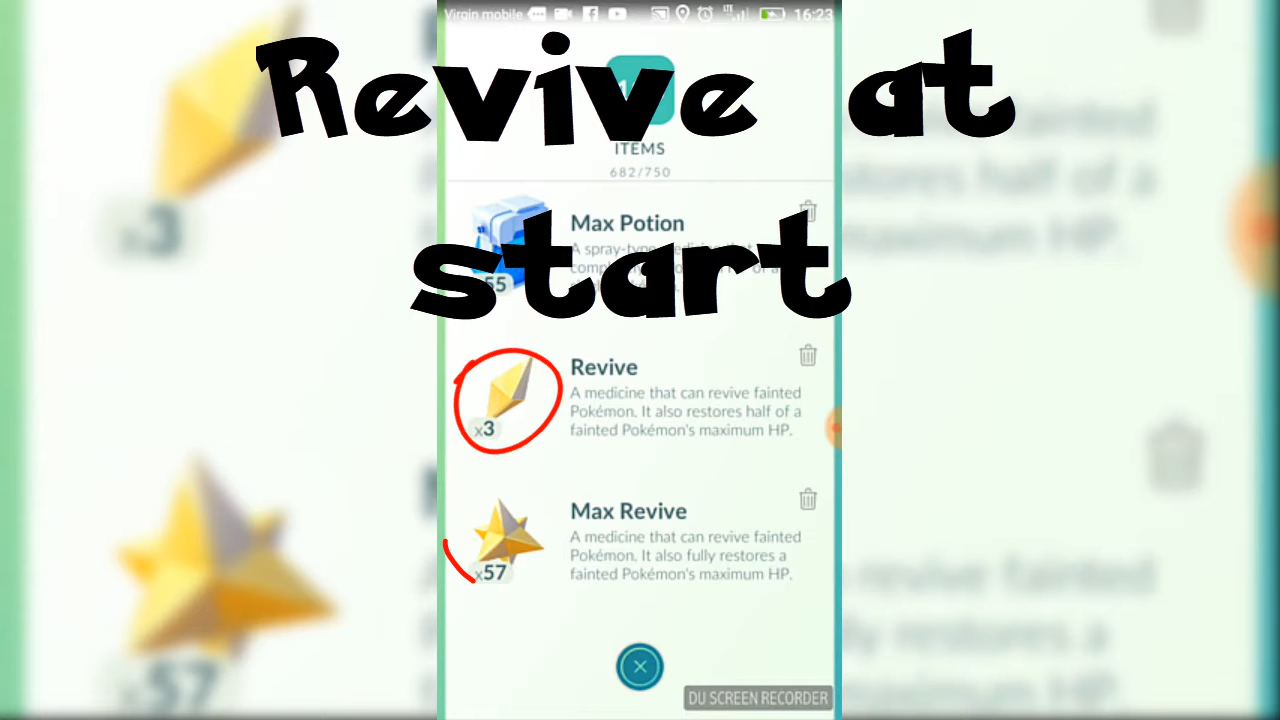 Virgin mobile
LTE
16:23
Revive at
ITEMS
682/750
Max Potion
start
55
Revive
A medicine that can revive fainted
Pokémon. It also restores half of a
fainted Pokémon's maximum HP.
x3
Max Revive
A medicine that can revive fainted
Pokémon. It also fully restores a
fainted Pokémon's maximum HP.
x57
DU SCREEN RECORDER